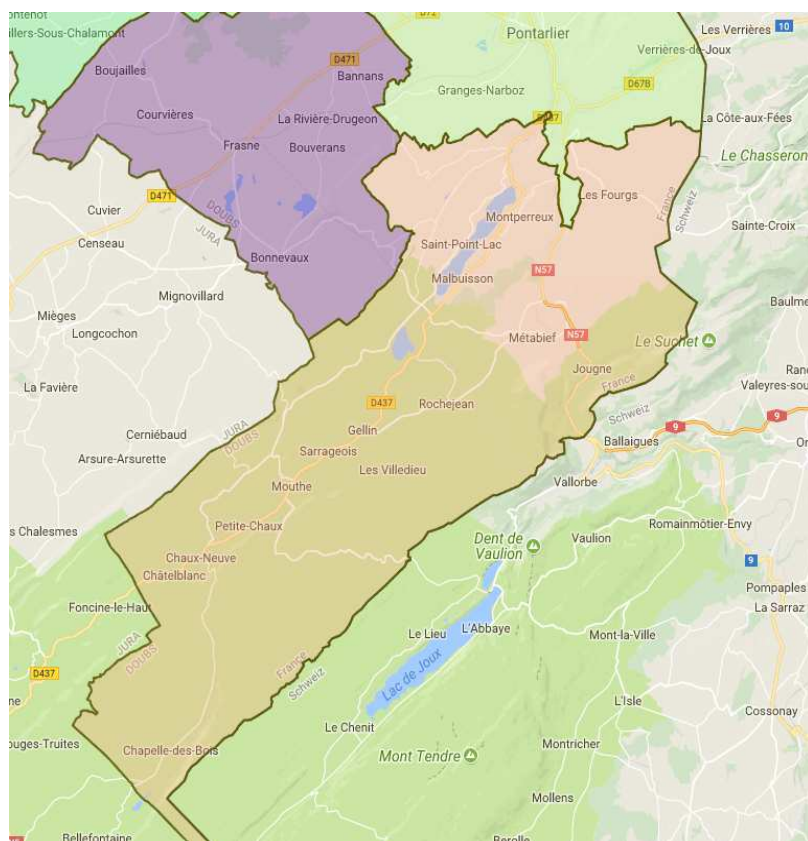 D72
Pontarlier
Les Verrières
10
illers-Sous-Chalamont
Verrières-de-Joux
D471
Boujailles
Bannans
D67B
Granges-Narboz
Courvières
La Rivière-Drugeon
La Côte-aux-Fées
Frasne
Bouverans
Le Chasseron
D471
Les Fourgs
France
Schweiz
Cuvier
DOUBS
JURA
Montperreux
Sainte-Croix
Censeau
Saint-Point-Lac
Bonnevaux
N57
Malbuisson
Mignovillard
Baulme
Mièges
Longcochon
Métabief
N57
Le Suchet
Jougne
La Favière
France
Valeyres-sou
D437
Rochejean
Schweiz
9
9
Cerniébaud
JURA
DOUBS
Gellin
Ballaigues
Arsure-Arsurette
Sarrageois
Les Villedieu
Vallorbe
Mouthe
Petite-Chaux
Romainmôtier-Envy
s Chalesmes
Dent de
Vaulion
Vaulion
Chaux-Neuve
Châtelblanc
9
Pompaples
Foncine-le-Haut
La Sarraz
JURA
DOUBS
Le Lieu
L'Abbaye
Mont-la-Ville
France
Schweiz
Lac de Joux
D437
L'Isle
Cossonay
Le Chenit
ouges-Truites
Chapelle-des-Bois
Mont Tendre
Montricher
Mollens
Bellefontaine
Berolle